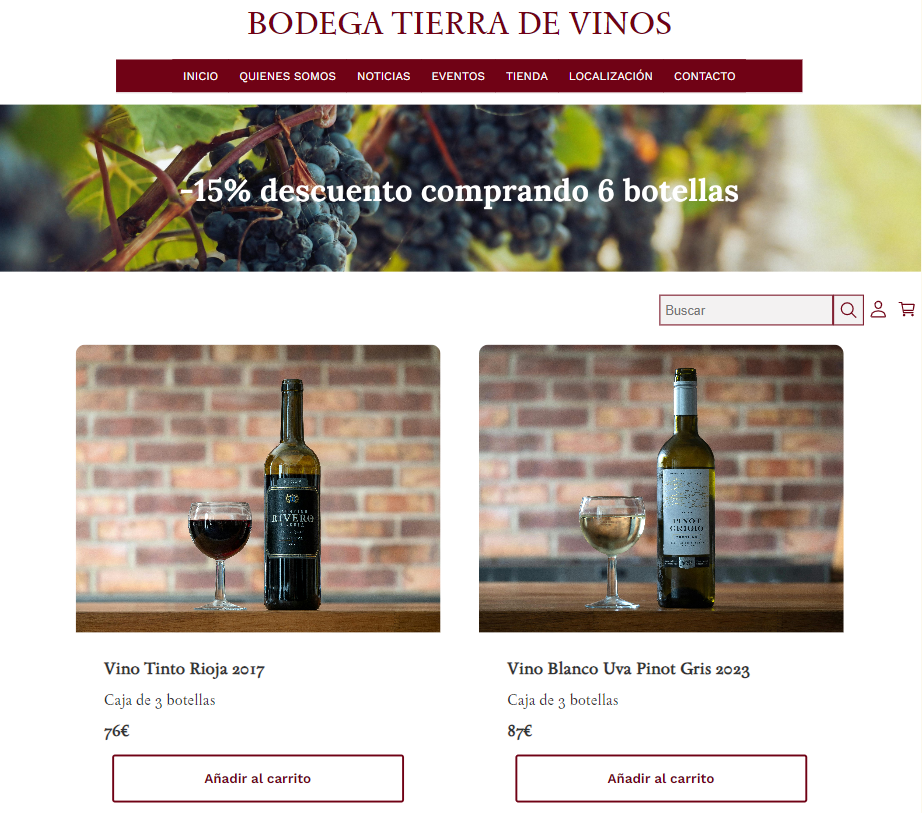 BODEGA TIERRA DE VINOS
INICIO QUIENES SOMOS NOTICIAS EVENTOS TIENDA LOCALIZACIÓN CONTACTO
-15% descuento comprando 6 botellas
Buscar
RIVERO
PINOT
GRIGIO
Vino Tinto Rioja 2017
Caja de 3 botellas
76€
Añadir al carrito
Vino Blanco Uva Pinot Gris 2023
Caja de 3 botellas
87€
Añadir al carrito